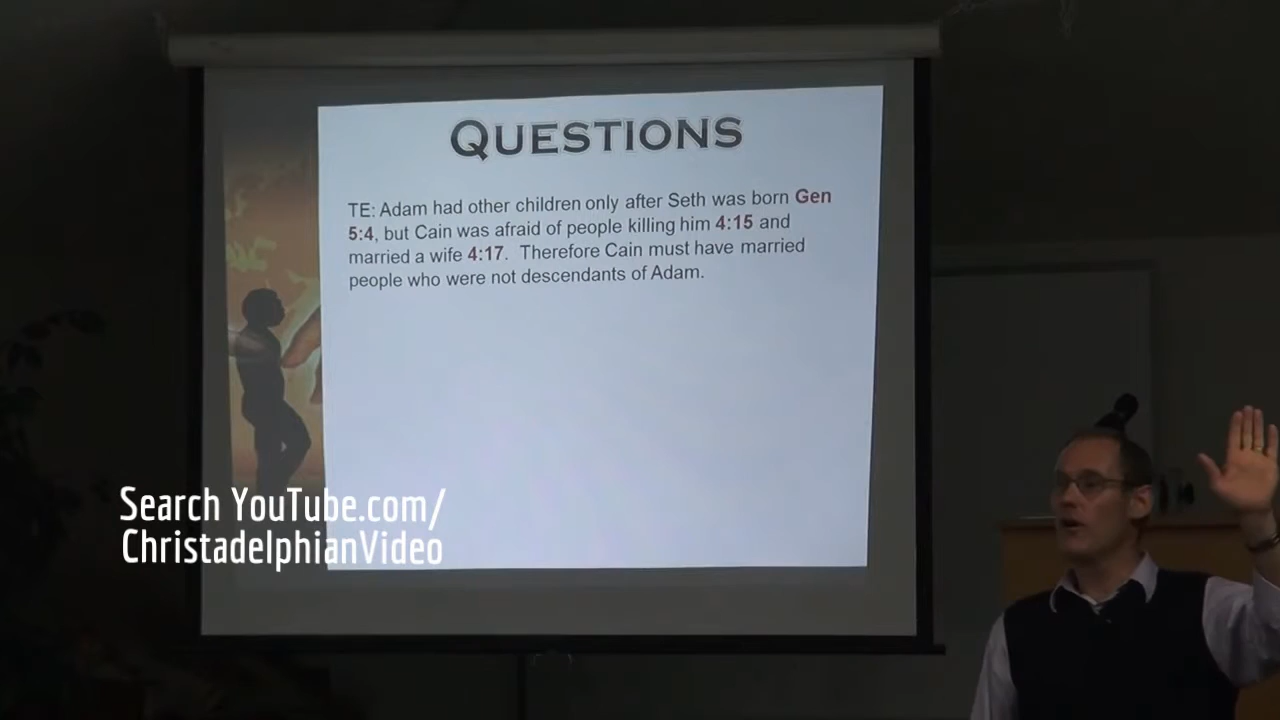 QUESTIONS
TE: Adam had other children only after Seth was born Gen
5:4, but Cain was afraid of people killing him 4:15 and
married a wife 4:17. Therefore Cain must have married
people who were not descendants of Adam.
Search YouTube.com/
ChristadelphianVideo